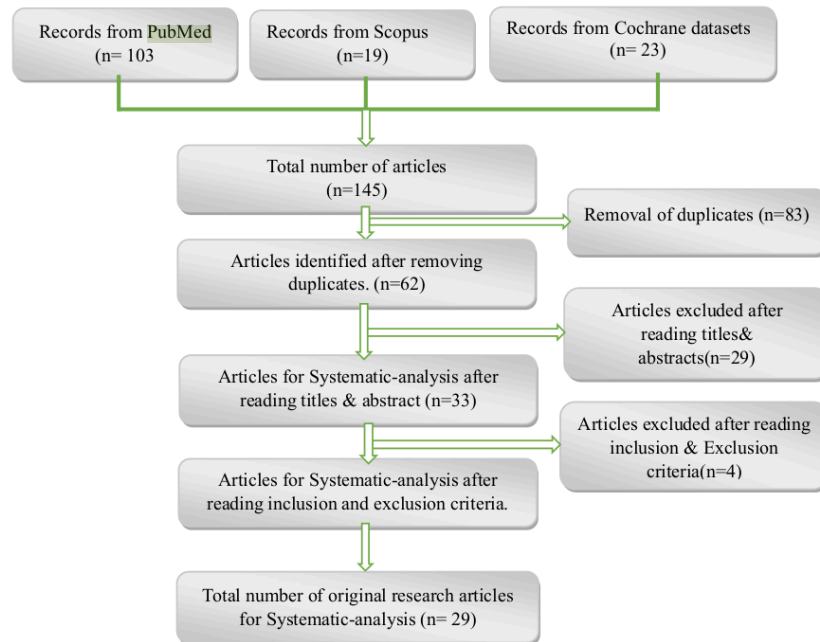 Records from PubMed
(n= 103
Records from Scopus
(n=19)
Records from Cochrane datasets
(n= 23)
Total number of articles
(n=145)
Removal of duplicates (n=83)
Articles identified after removing
duplicates. (n=62)
Articles excluded after
reading titles&
abstracts(n=29)
Articles for Systematic-analysis after
reading titles & abstract (n=33)
Articles excluded after reading
inclusion & Exclusion
criteria(n=4)
Articles for Systematic-analysis after
reading inclusion and exclusion criteria.
Total number of original research articles
for Systematic-analysis (n= 29)